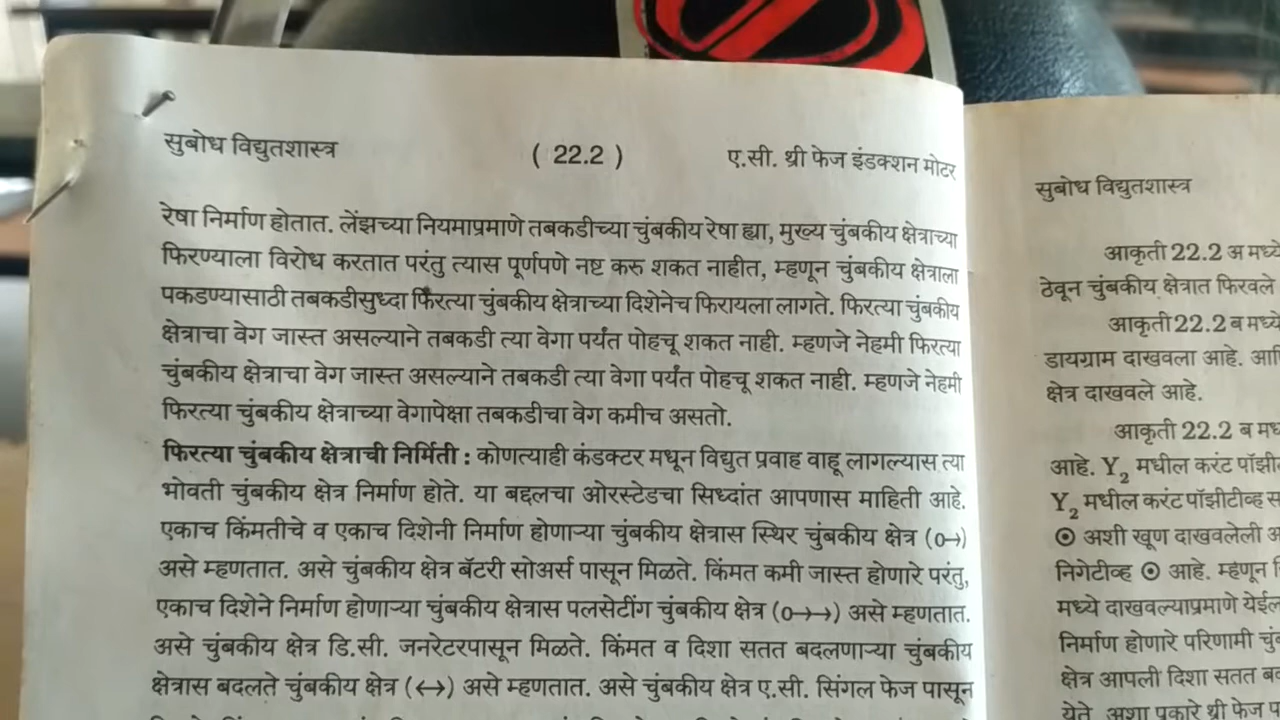 सुबोध विद्युतशास्त्र
( 22.2 )
ए.सी. थ्री फेज इंडक्शन मोटर
रेषा निर्माण होतात. लेंझच्या नियमाप्रमाणे तबकडीच्या चुंबकीय रेषा ह्या, मुख्य चुंबकीय क्षेत्राच्या
फिरण्याला विरोध करतात परंतु त्यास पूर्णपणे नष्ट करू शकत नाहीत, म्हणून चुंबकीय क्षेत्राला
पकडण्यासाठी तबकडीसुध्दा फिरत्या चुंबकीय क्षेत्राच्या दिशेनेच फिरायला लागते. फिरत्या चुंबकीय
क्षेत्राचा वेग जास्त असल्याने तबकडी त्या वेगा पर्यंत पोहचू शकत नाही. म्हणजे नेहमी फिरत्या
चुंबकीय क्षेत्राचा वेग जास्त असल्याने तबकडी त्या वेगा पर्यंत पोहचू शकत नाही. म्हणजे नेहमी
फिरत्या चुंबकीय क्षेत्राच्या वेगापेक्षा तबकडीचा वेग कमीच असतो.
फिरत्या चुंबकीय क्षेत्राची निर्मिती : कोणत्याही कंडक्टर मधून विद्युत प्रवाह वाहू लागल्यास त्या
भोवती चुंबकीय क्षेत्र निर्माण होते. या बद्दलचा ओरस्टेडचा सिध्दांत आपणास माहिती आहे.
एकाच किंमतीचे व एकाच दिशेनी निर्माण होणाऱ्या चुंबकीय क्षेत्रास स्थिर चुंबकीय क्षेत्र (0→)
असे म्हणतात. असे चुंबकीय क्षेत्र बॅटरी सोअर्स पासून मिळते. किंमत कमी जास्त होणारे परंतु,
एकाच दिशेने निर्माण होणाऱ्या चुंबकीय क्षेत्रास पलसेटींग चुंबकीय क्षेत्र (0→→) असे म्हणतात.
असे चुंबकीय क्षेत्र डि.सी. जनरेटरपासून मिळते. किंमत व दिशा सतत बदलणाऱ्या चुंबकीय
क्षेत्रास बदलते चुंबकीय क्षेत्र (↔) असे म्हणतात. असे चुंबकीय क्षेत्र ए.सी. सिंगल फेज पासून
सुबोध विद्युतशास्त्र
आकृती 22.2 अ मध्ये
ठेवून चुंबकीय क्षेत्रात फिरवले
आकृती 22.2 ब मध्ये
डायग्राम दाखवला आहे.
क्षेत्र दाखवले आहे.
आकृती 22.2 ब
आहे. Y₂ मधील करंट
Y₂ मधील करंट पॉझीटीव्ह
⊙ अशी खूण दाखवलेली
निगेटीव्ह ⊙ आहे. म्हणून
मध्ये दाखवल्याप्रमाणे
निर्माण होणारे परिणामी
क्षेत्र आपली दिशा सतत
येते. अशा प्रकारे थ्री फेज